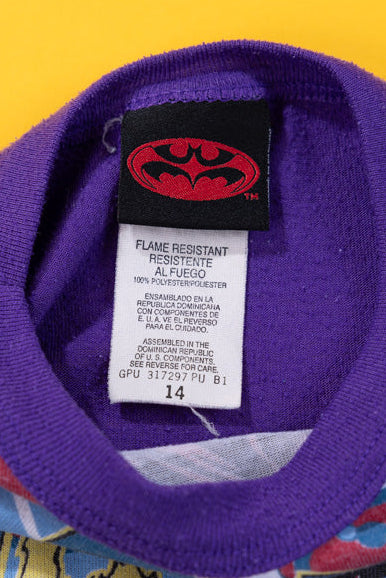 TM
FLAME RESISTANT
RESISTENTE
AL FUEGO
100% POLYESTER/POLIESTER
ENSAMBLADO EN LA
REPUBLICA DOMINICANA
CON COMPONENTES DE
E. U. A. VE EL REVERSO
PARA EL CUIDADO.
ASSEMBLED IN THE
DOMINICAN REPUBLIC
OF U.S. COMPONENTS.
SEE REVERSE FOR CARE.
GPU 317297 PU B1
14